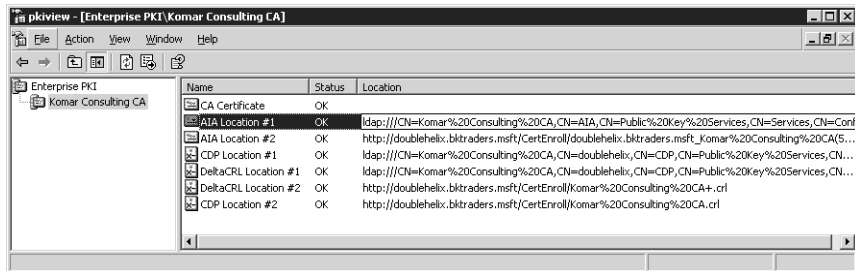 pkiview - [Enterprise PKI\Komar Consulting CA]
File Action View Window Help
Enterprise PKI
Komar Consulting CA
Name Status Location
CA Certificate OK
AIA Location #1 OK ldap:///CN=Komar%20Consulting%20CA,CN=AIA,CN=Public%20Key%20Services,CN=Services,CN=Conf
AIA Location #2 OK http://doublehelix.bktraders.msft/CertEnroll/doublehelix.bktraders.msft_Komar%20Consulting%20CA(5...
CDP Location #1 OK ldap:///CN=Komar%20Consulting%20CA,CN=doublehelix,CN=CDP,CN=Public%20Key%20Services,CN...
DeltaCRL Location #1 OK ldap:///CN=Komar%20Consulting%20CA,CN=doublehelix,CN=CDP,CN=Public%20Key%20Services,CN...
DeltaCRL Location #2 OK http://doublehelix.bktraders.msft/CertEnroll/Komar%20Consulting%20CA+.crl
CDP Location #2 OK http://doublehelix.bktraders.msft/CertEnroll/Komar%20Consulting%20CA.crl